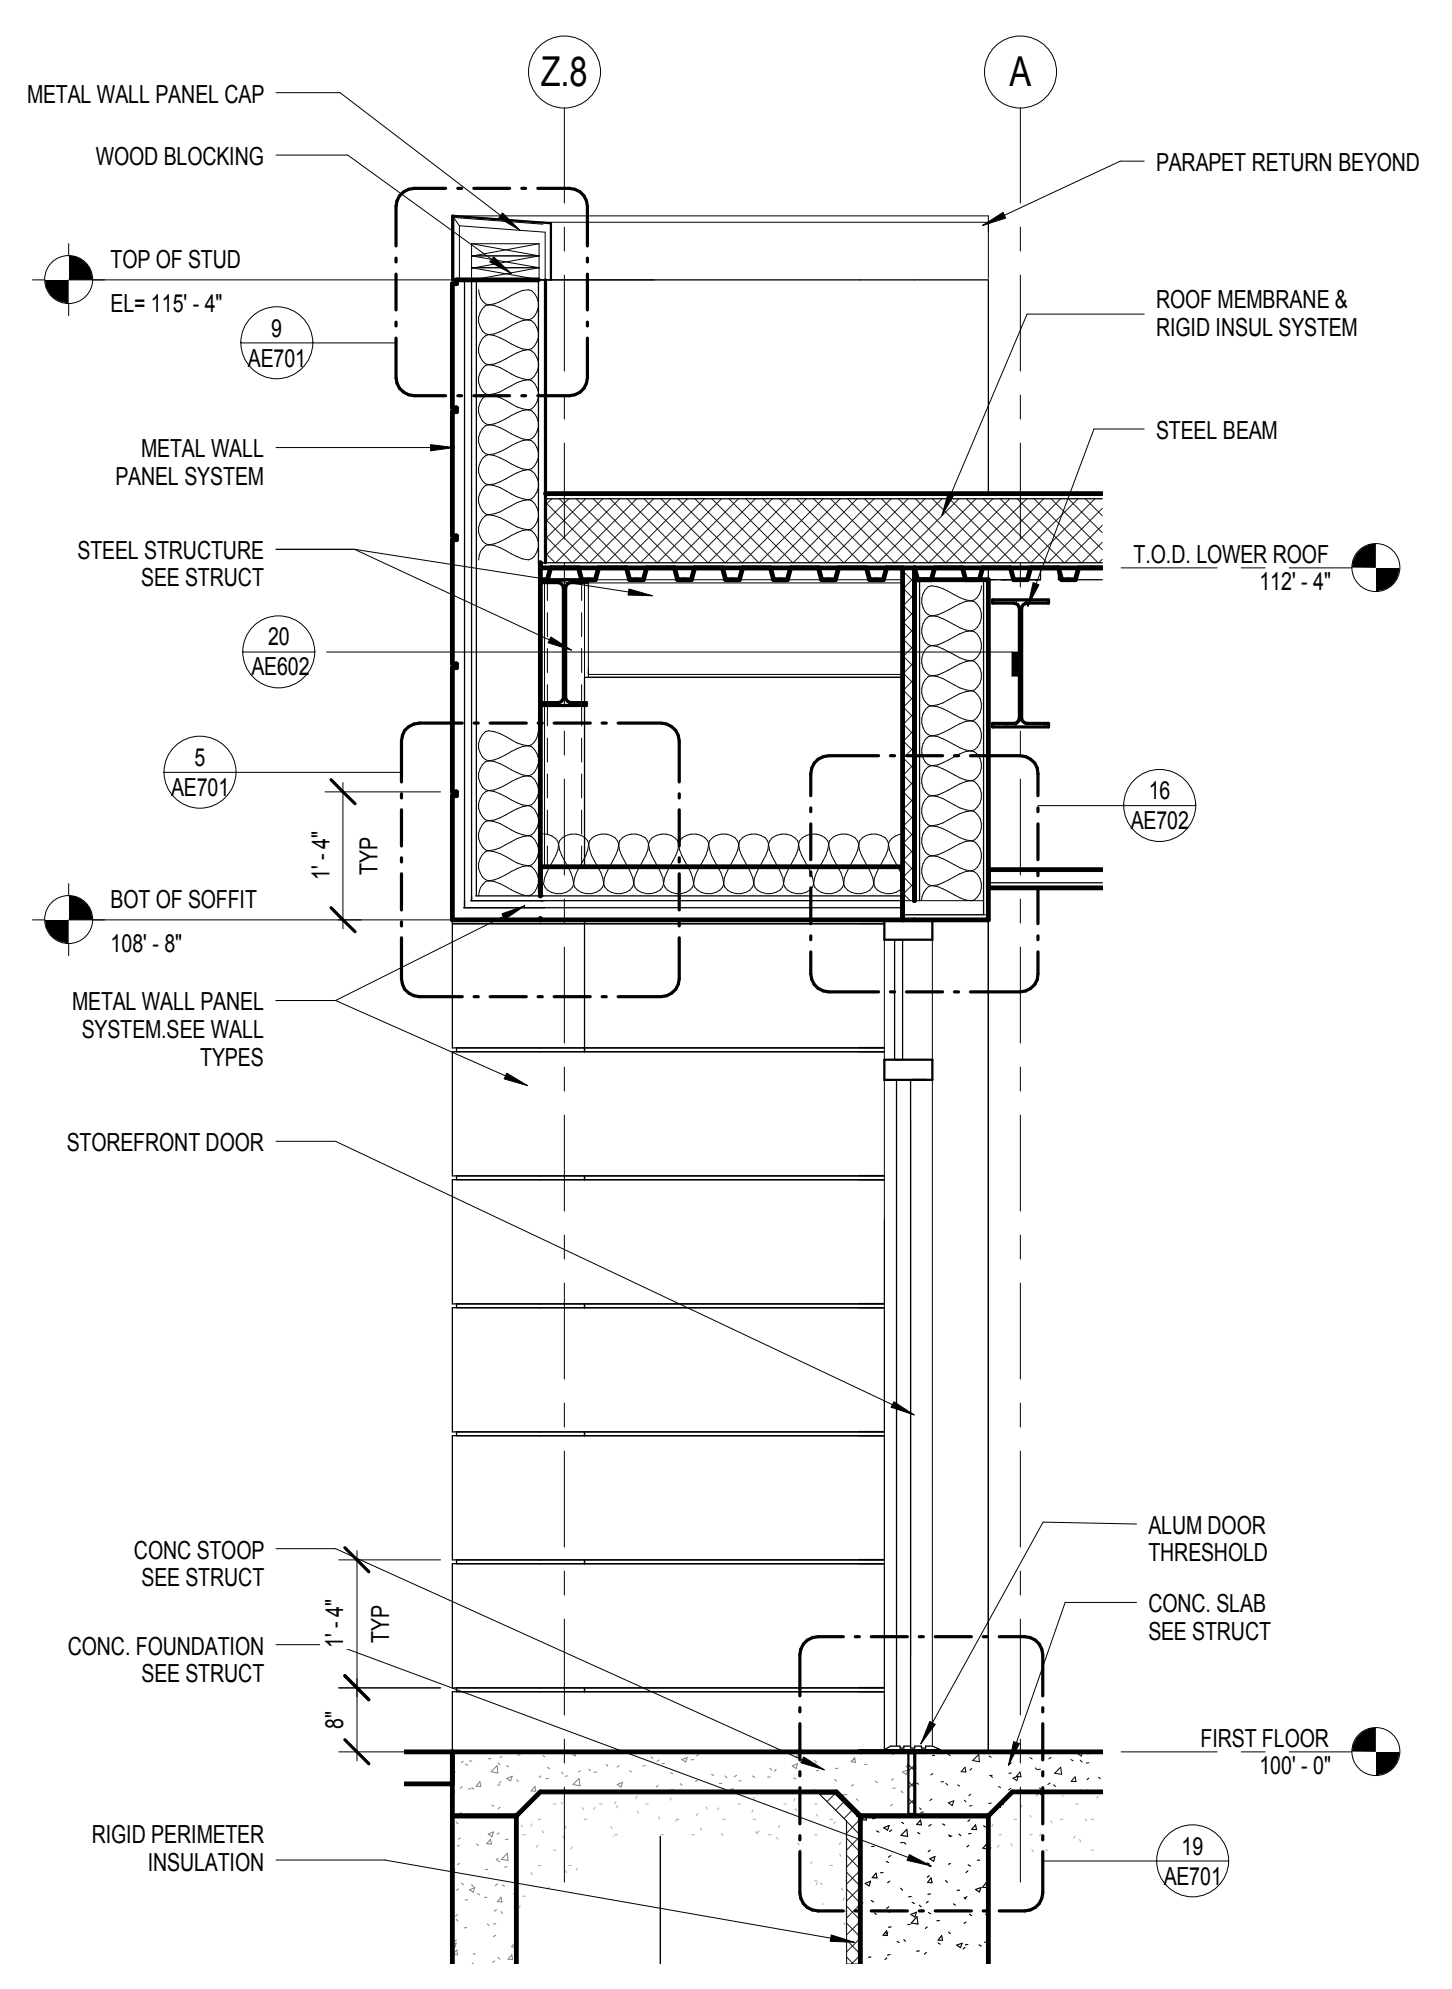 Z.8
A
METAL WALL PANEL CAP
WOOD BLOCKING
PARAPET RETURN BEYOND
TOP OF STUD
EL= 115' - 4"
9
AE701
ROOF MEMBRANE &
RIGID INSUL SYSTEM
METAL WALL
PANEL SYSTEM
STEEL BEAM
STEEL STRUCTURE
SEE STRUCT
T.O.D. LOWER ROOF
112' - 4"
20
AE602
5
AE701
16
AE702
1' - 4"
TYP
BOT OF SOFFIT
108' - 8"
METAL WALL PANEL
SYSTEM.SEE WALL
TYPES
STOREFRONT DOOR
CONC STOOP
SEE STRUCT
ALUM DOOR
THRESHOLD
1' - 4"
TYP
CONC. FOUNDATION
SEE STRUCT
CONC. SLAB
SEE STRUCT
8"
FIRST FLOOR
100' - 0"
RIGID PERIMETER
INSULATION
19
AE701